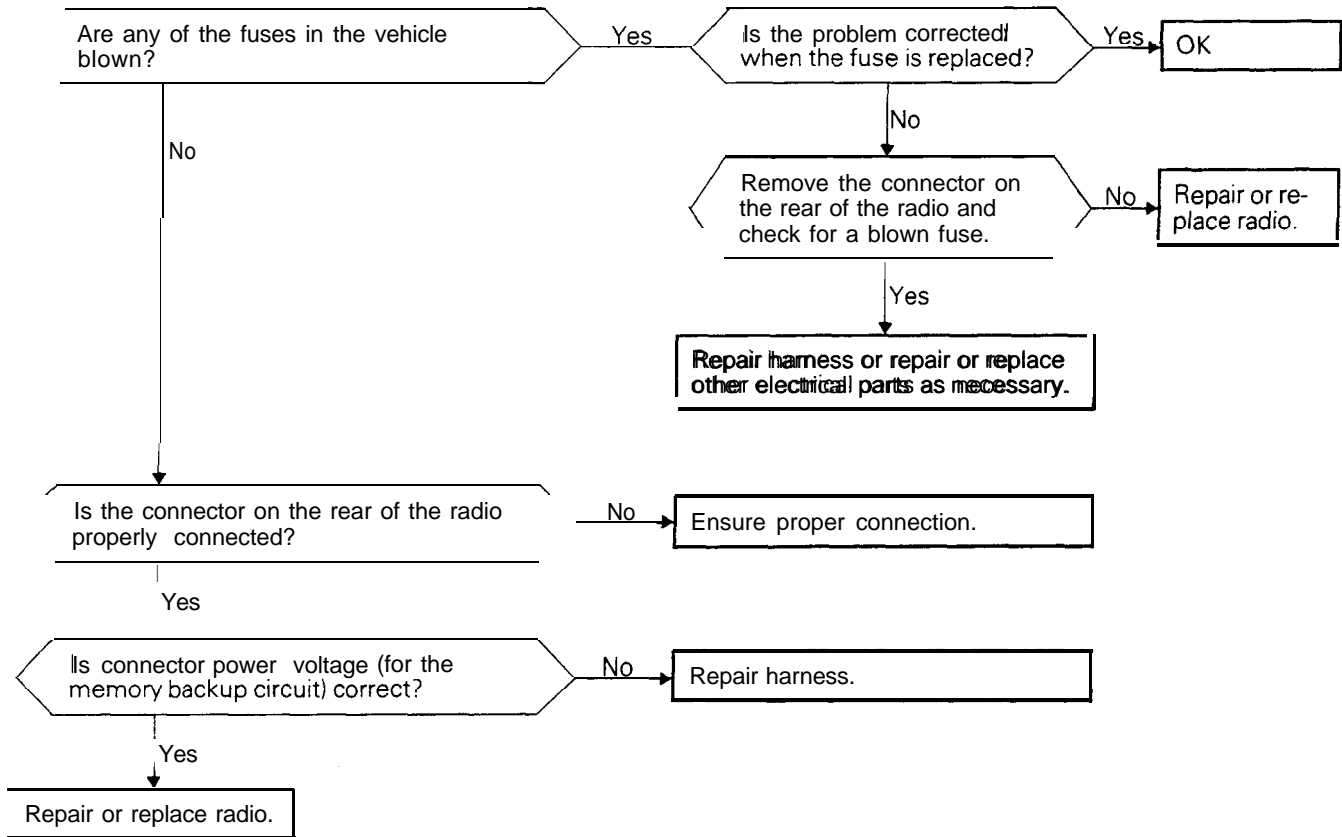 Are any of the fuses in the vehicle
blown?
Yes
Is the problem corrected
when the fuse is replaced?
Yes
OK
No
No
Remove the connector on
the rear of the radio and
check for a blown fuse.
No
Repair or re-
place radio.
Yes
Repair harness or repair or replace
other electrical parts as necessary.
Is the connector on the rear of the radio
properly connected?
No
Ensure proper connection.
Yes
Is connector power voltage (for the
memory backup circuit) correct?
No
Repair harness.
Yes
Repair or replace radio.